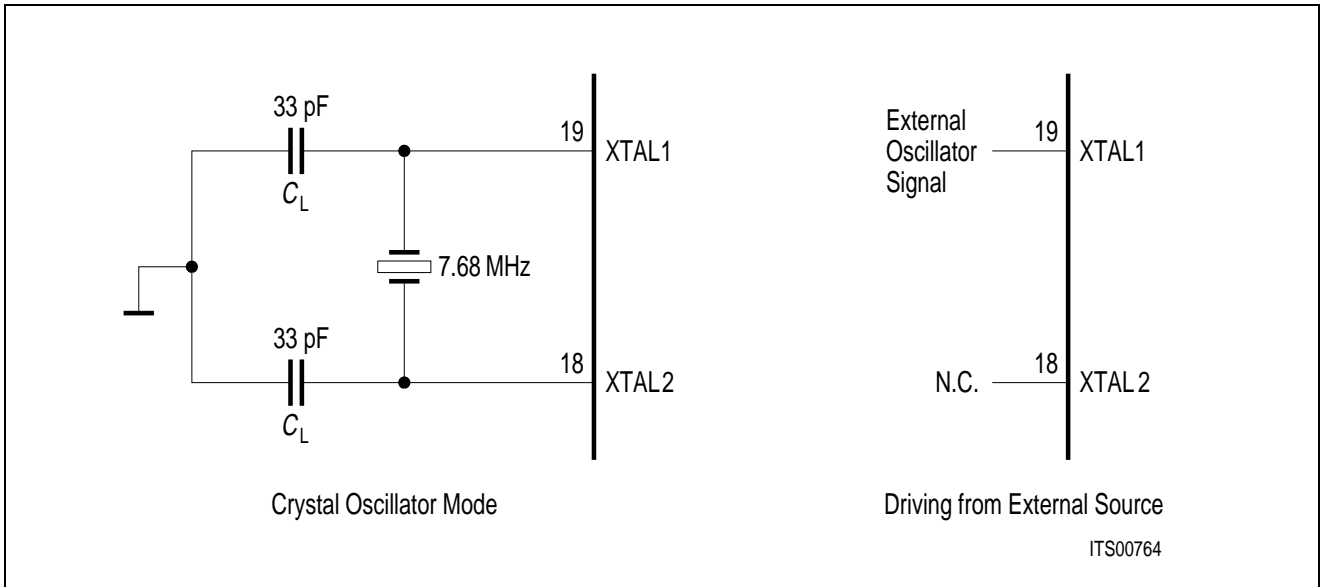 33 pF
C_L
19
XTAL1
7.68 MHz
33 pF
C_L
18
XTAL2
Crystal Oscillator Mode
External
Oscillator
Signal
19
XTAL1
N.C.
18
XTAL 2
Driving from External Source
ITS00764